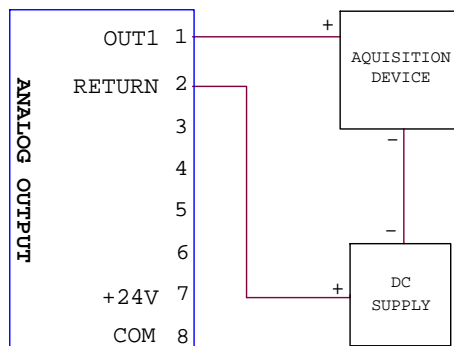 ANALOG OUTPUT
OUT1 1
RETURN 2
3
4
5
6
+24V 7
COM 8
+
AQUISITION
DEVICE
−
−
+
DC
SUPPLY